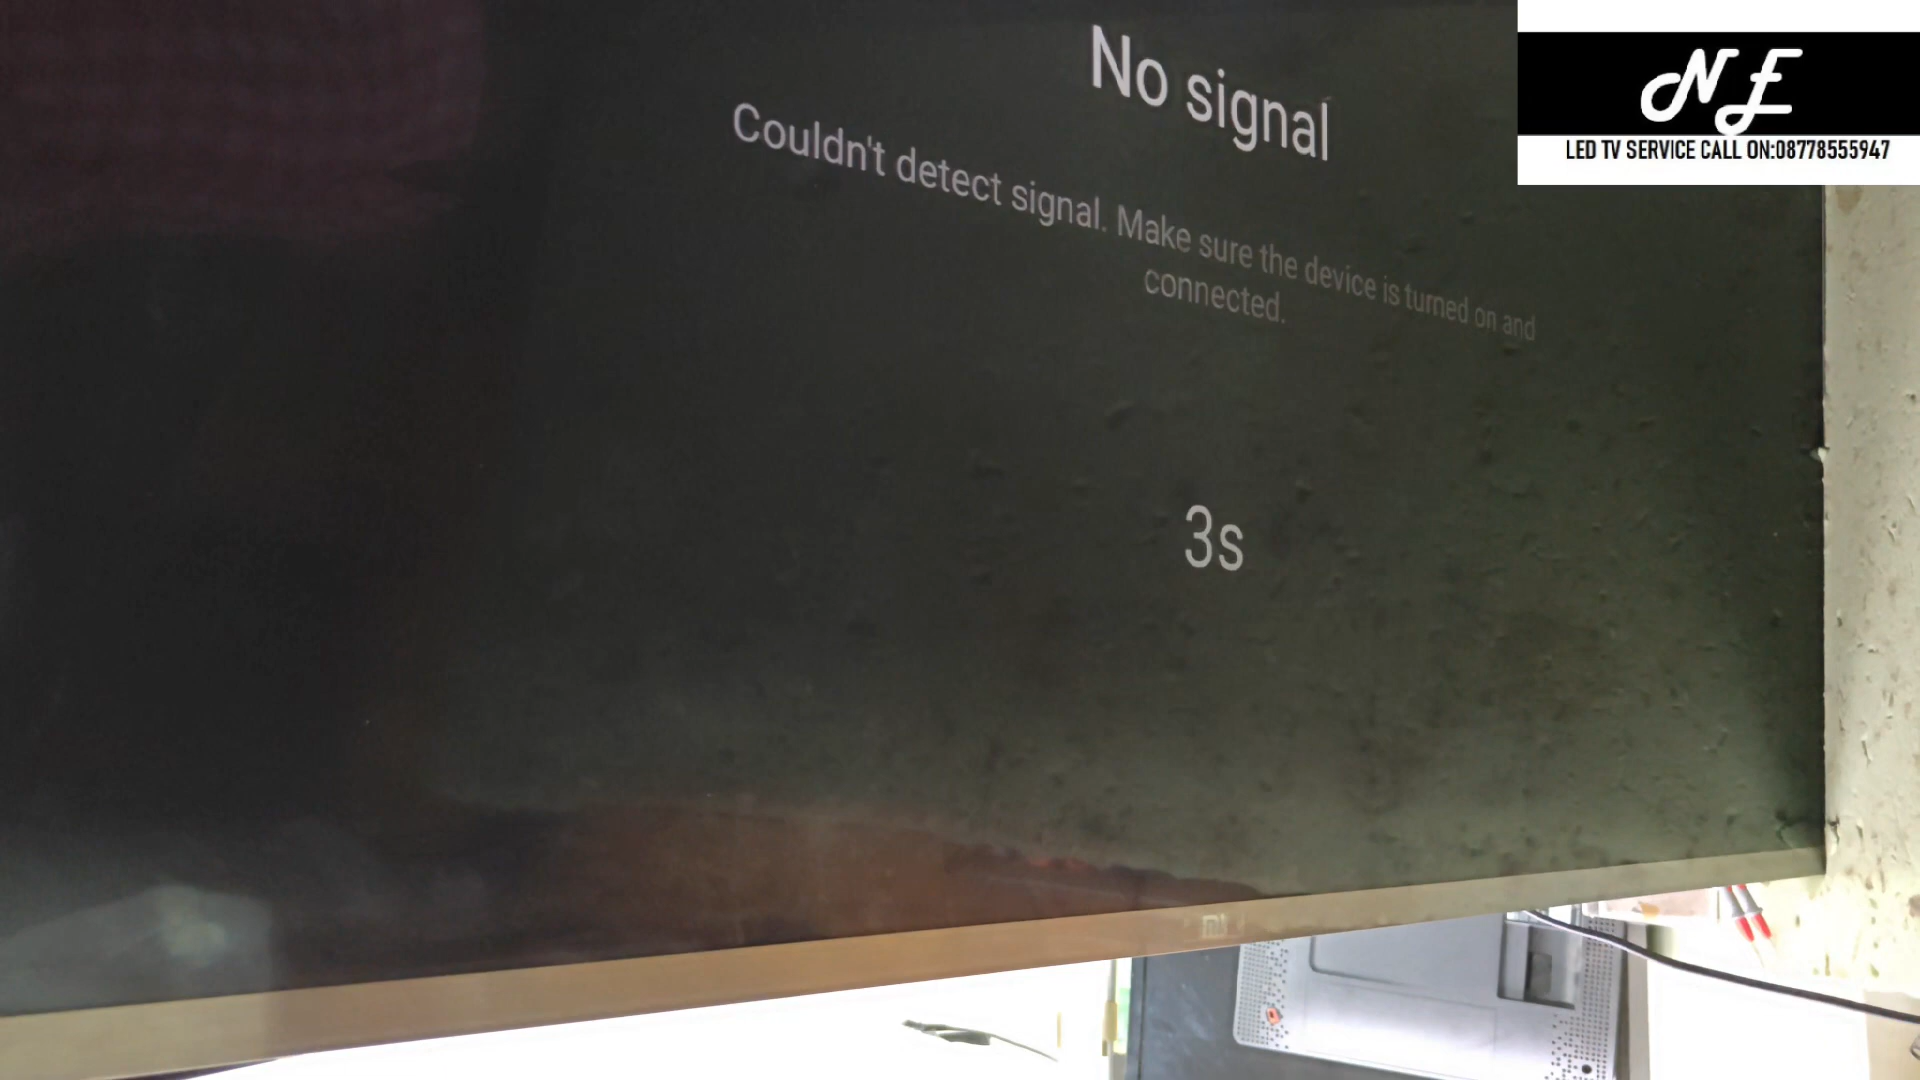 No signal
Couldn't detect signal. Make sure the device is turned on and
connected.
3s
mi
NE
LED TV SERVICE CALL ON:08778555947